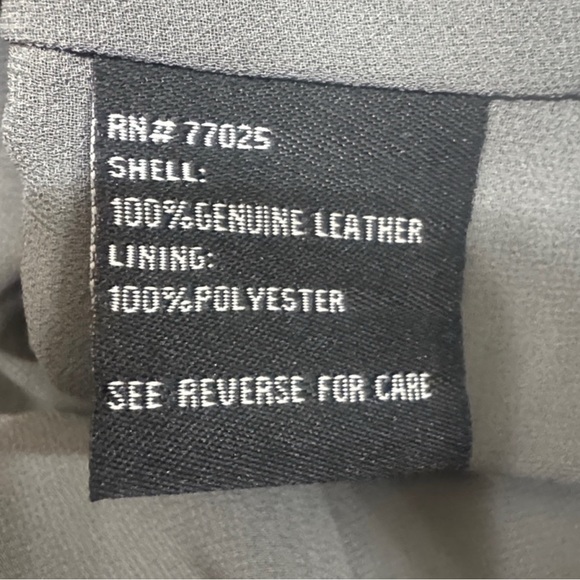 RN# 77025
SHELL:
100%GENUINE LEATHER
LINING:
100%POLYESTER
SEE REVERSE FOR CARE